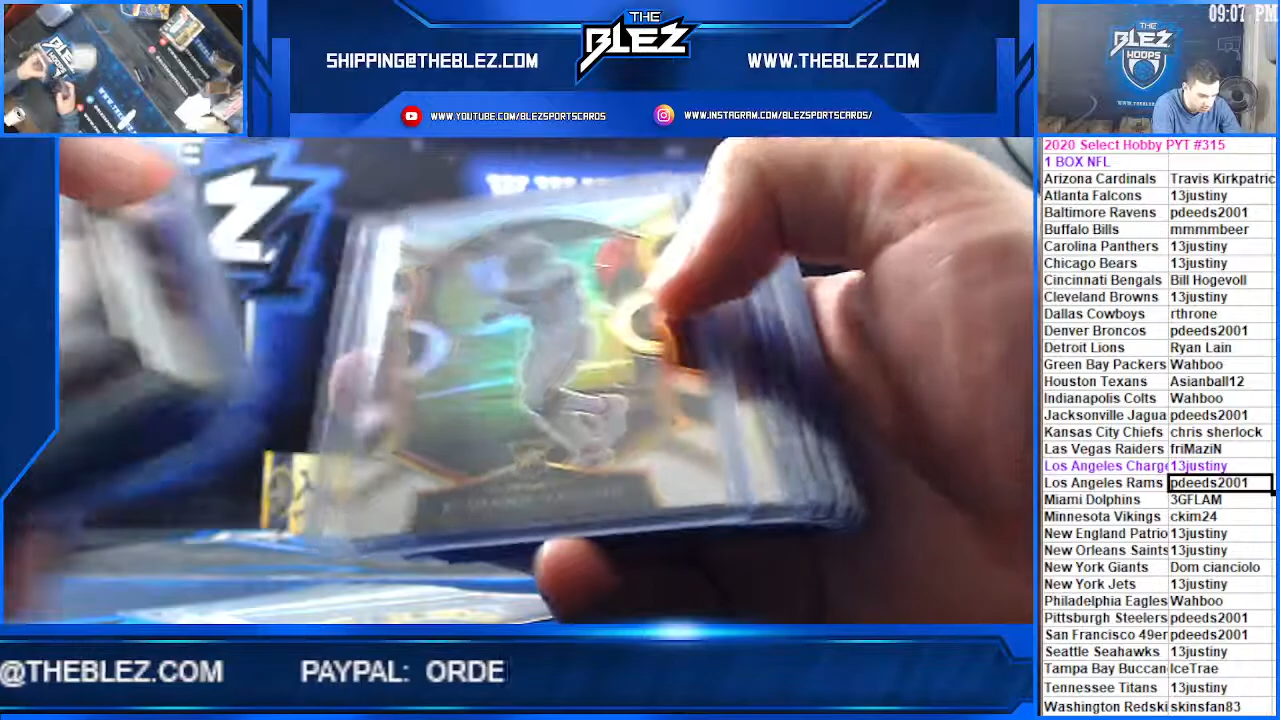 09:07 PM
THE
BLEZ
SHIPPING@THEBLEZ.COM
WWW.THEBLEZ.COM
WWW.YOUTUBE.COM/BLEZSPORTSCARDS
WWW.INSTAGRAM.COM/BLEZSPORTSCARDS/
THE
BLEZ
HOOPS
2020 Select Hobby PYT #315
1 BOX NFL
Arizona Cardinals Travis Kirkpatric
Atlanta Falcons 13justiny
Baltimore Ravens pdeeds2001
Buffalo Bills mmmmbeer
Carolina Panthers 13justiny
Chicago Bears 13justiny
Cincinnati Bengals Bill Hogevoll
Cleveland Browns 13justiny
Dallas Cowboys rthrone
Denver Broncos pdeeds2001
Detroit Lions Ryan Lain
Green Bay Packers Wahboo
Houston Texans Asianball12
Indianapolis Colts Wahboo
Jacksonville Jagua pdeeds2001
Kansas City Chiefs chris sherlock
Las Vegas Raiders friMaziN
Los Angeles Charge 13justiny
Los Angeles Rams pdeeds2001
Miami Dolphins 3GFLAM
Minnesota Vikings ckim24
New England Patrio 13justiny
New Orleans Saints 13justiny
New York Giants Dom cianciolo
New York Jets 13justiny
Philadelphia Eagles Wahboo
Pittsburgh Steelers pdeeds2001
San Francisco 49er pdeeds2001
Seattle Seahawks 13justiny
Tampa Bay Buccan IceTrae
Tennessee Titans 13justiny
Washington Redski skinsfan83
@THEBLEZ.COM PAYPAL: ORDE